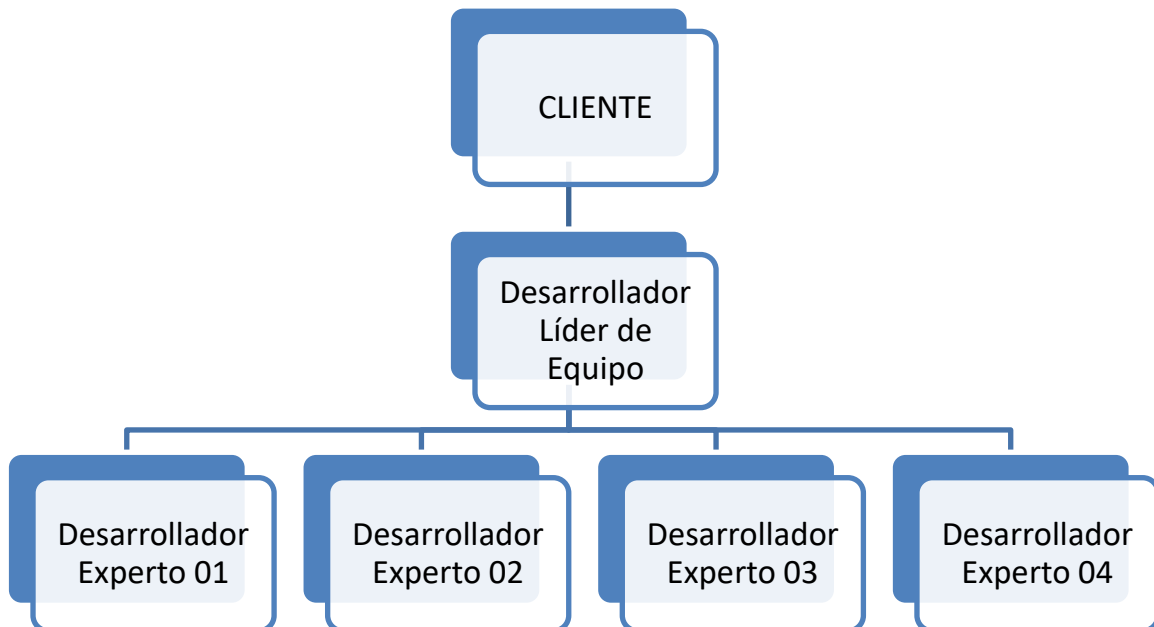 CLIENTE
Desarrollador
Líder de
Equipo
Desarrollador
Experto 01
Desarrollador
Experto 02
Desarrollador
Experto 03
Desarrollador
Experto 04